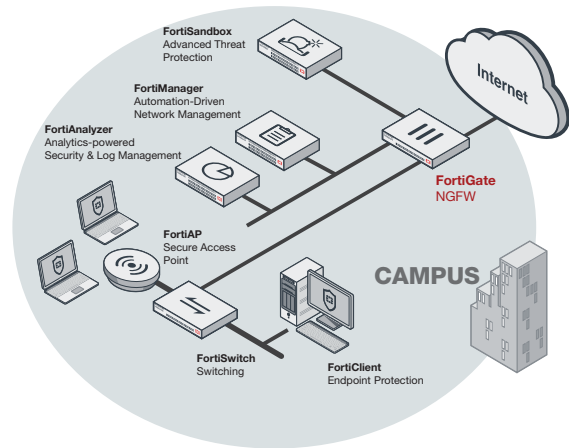 FortiSandbox
Advanced Threat
Protection
FortiManager
Automation-Driven
Network Management
FortiAnalyzer
Analytics-powered
Security & Log Management
Internet
FortiGate
NGFW
FortiAP
Secure Access
Point
CAMPUS
FortiSwitch
Switching
FortiClient
Endpoint Protection